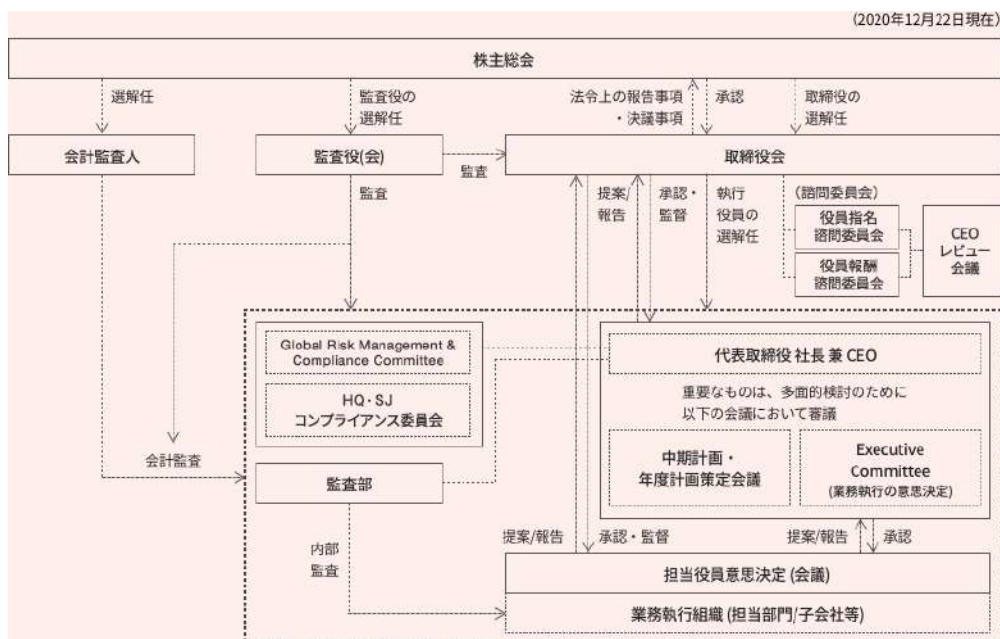 (2020年12月22日現在)
株主総会
選解任
監査役の
選解任
法令上の報告事項
・決議事項
承認
取締役の
選解任
会計監査人
監査役(会)
監査
取締役会
監査
提案/
報告
承認・
監督
執行
役員の
選解任
(諮問委員会)
役員指名
諮問委員会
役員報酬
諮問委員会
CEO
レビュー
会議
Global Risk Management &
Compliance Committee
HQ・SJ
コンプライアンス委員会
代表取締役 社長 兼 CEO
重要なものは、多面的検討のために
以下の会議において審議
中期計画・
年度計画策定会議
Executive
Committee
(業務執行の意思決定)
会計監査
監査部
内部
監査
提案/報告
承認・監督
提案/報告
承認
担当役員意思決定 (会議)
業務執行組織 (担当部門/子会社等)